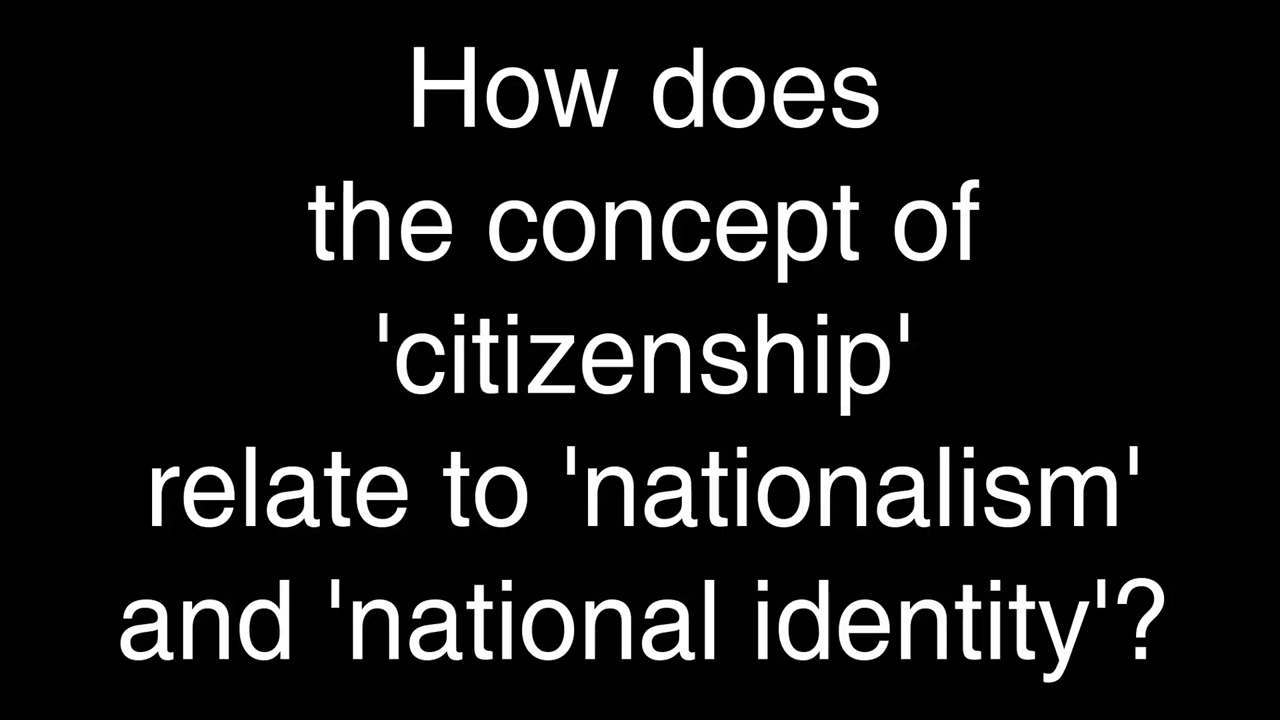 How does
the concept of
'citizenship'
relate to 'nationalism'
and 'national identity'?